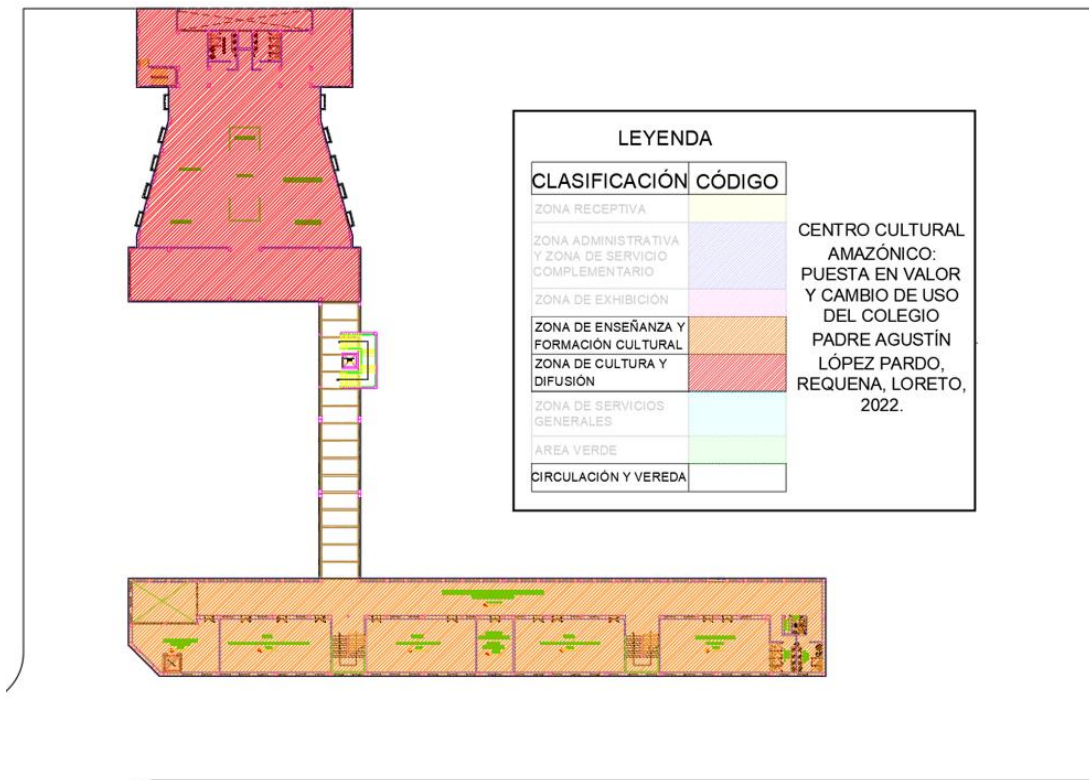 LEYENDA
CLASIFICACIÓN CÓDIGO
ZONA RECEPTIVA
ZONA ADMINISTRATIVA
Y ZONA DE SERVICIO
COMPLEMENTARIO
ZONA DE EXHIBICIÓN
ZONA DE ENSEÑANZA Y
FORMACIÓN CULTURAL
ZONA DE CULTURA Y
DIFUSIÓN
ZONA DE SERVICIOS
GENERALES
AREA VERDE
CIRCULACIÓN Y VEREDA
CENTRO CULTURAL
AMAZÓNICO:
PUESTA EN VALOR
Y CAMBIO DE USO
DEL COLEGIO
PADRE AGUSTÍN
LÓPEZ PARDO,
REQUENA, LORETO,
2022.